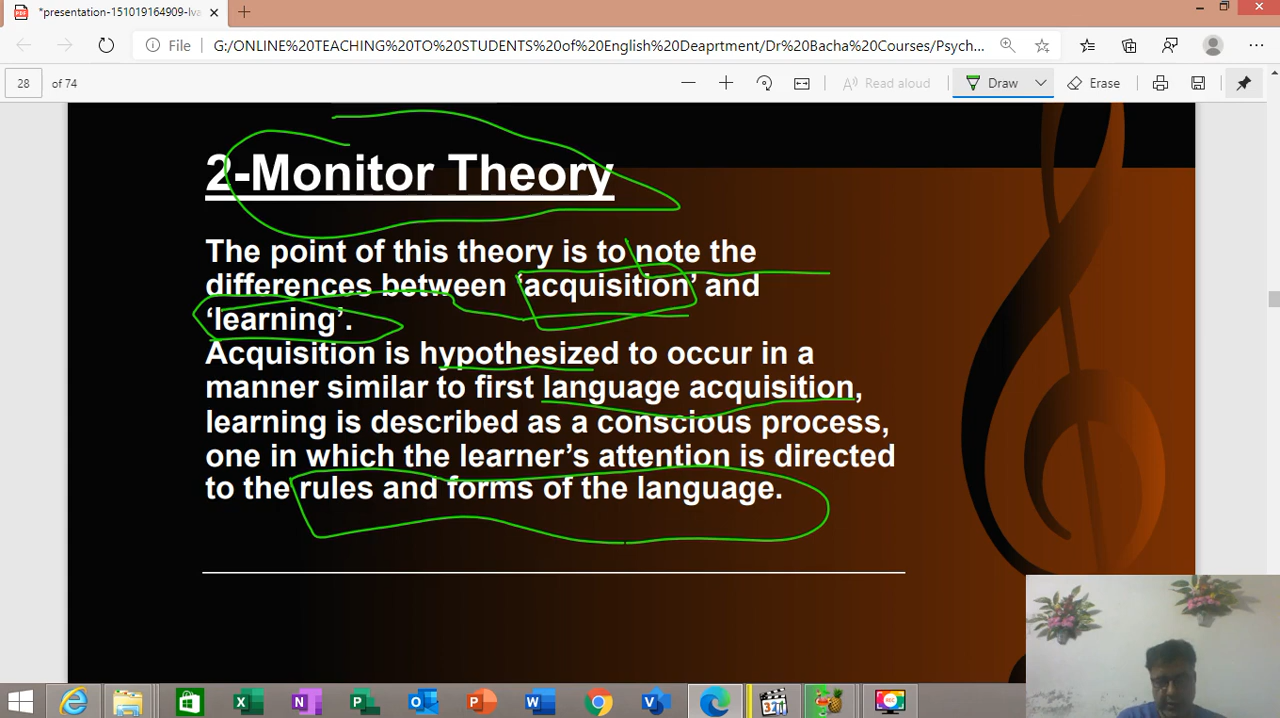 *presentation-151019164909-lva
File
G:/ONLINE%20TEACHING%20TO%20STUDENTS%20of%20English%20Deaprtment/Dr%20Bacha%20Courses/Psych...
28 of 74
Read aloud
Draw
Erase
2-Monitor Theory
The point of this theory is to note the
differences between ‘acquisition’ and
‘learning’.
Acquisition is hypothesized to occur in a
manner similar to first language acquisition,
learning is described as a conscious process,
one in which the learner’s attention is directed
to the rules and forms of the language.